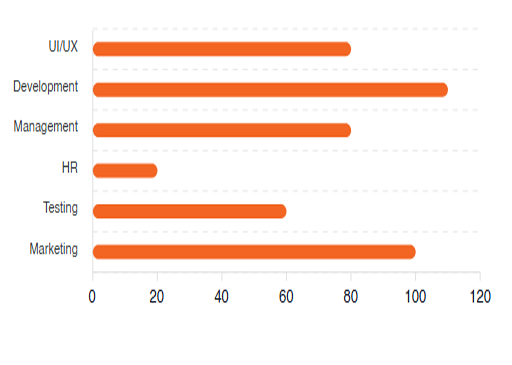 UI/UX
Development
Management
HR
Testing
Marketing
0 20 40 60 80 100 120